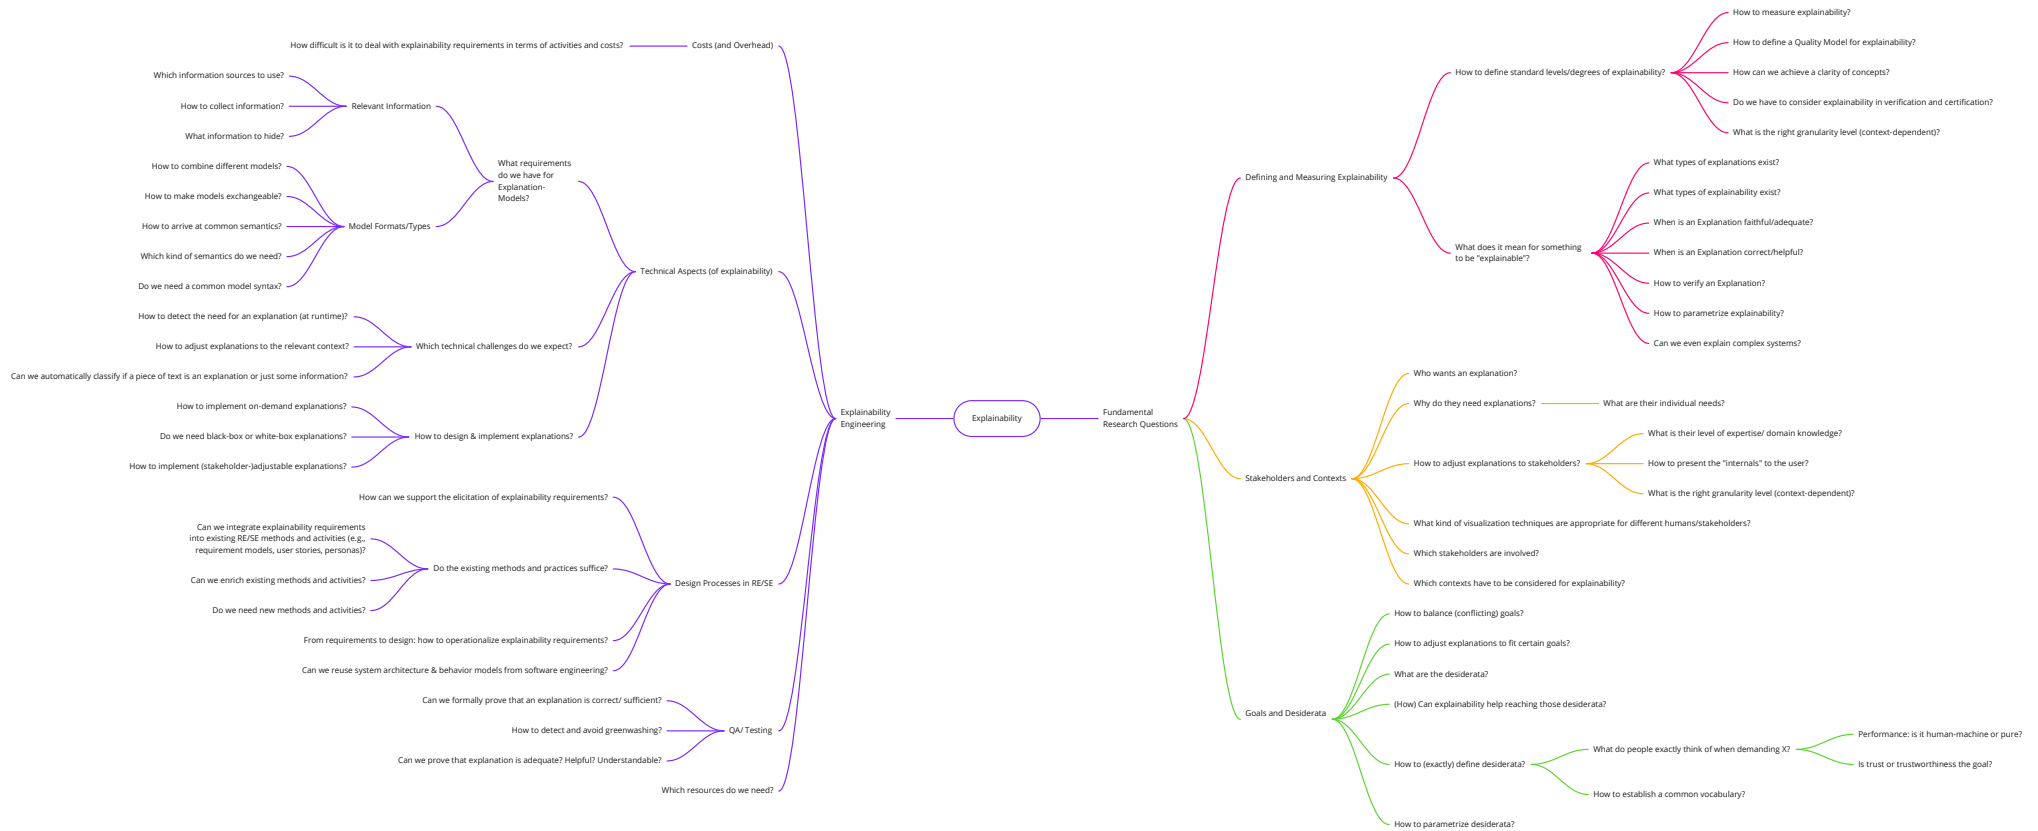 Explainability
Explainability
Engineering
Costs (and Overhead)
How difficult is it to deal with explainability requirements in terms of activities and costs?
Technical Aspects (of explainability)
What requirements
do we have for
Explanation-
Models?
Relevant Information
Which information sources to use?
How to collect information?
What information to hide?
Model Formats/Types
How to combine different models?
How to make models exchangeable?
How to arrive at common semantics?
Which kind of semantics do we need?
Do we need a common model syntax?
Which technical challenges do we expect?
How to detect the need for an explanation (at runtime)?
How to adjust explanations to the relevant context?
Can we automatically classify if a piece of text is an explanation or just some information?
How to design & implement explanations?
How to implement on-demand explanations?
Do we need black-box or white-box explanations?
How to implement (stakeholder-)adjustable explanations?
Design Processes in RE/SE
How can we support the elicitation of explainability requirements?
Do the existing methods and practices suffice?
Can we integrate explainability requirements
into existing RE/SE methods and activities (e.g.,
requirement models, user stories, personas)?
Can we enrich existing methods and activities?
Do we need new methods and activities?
From requirements to design: how to operationalize explainability requirements?
Can we reuse system architecture & behavior models from software engineering?
QA/ Testing
Can we formally prove that an explanation is correct/ sufficient?
How to detect and avoid greenwashing?
Can we prove that explanation is adequate? Helpful? Understandable?
Which resources do we need?
Fundamental
Research Questions
Defining and Measuring Explainability
How to define standard levels/degrees of explainability?
How to measure explainability?
How to define a Quality Model for explainability?
How can we achieve a clarity of concepts?
Do we have to consider explainability in verification and certification?
What is the right granularity level (context-dependent)?
What does it mean for something
to be "explainable"?
What types of explanations exist?
What types of explainability exist?
When is an Explanation faithful/adequate?
When is an Explanation correct/helpful?
How to verify an Explanation?
How to parametrize explainability?
Can we even explain complex systems?
Stakeholders and Contexts
Who wants an explanation?
Why do they need explanations?
What are their individual needs?
How to adjust explanations to stakeholders?
What is their level of expertise/ domain knowledge?
How to present the "internals" to the user?
What is the right granularity level (context-dependent)?
What kind of visualization techniques are appropriate for different humans/stakeholders?
Which stakeholders are involved?
Which contexts have to be considered for explainability?
Goals and Desiderata
How to balance (conflicting) goals?
How to adjust explanations to fit certain goals?
What are the desiderata?
(How) Can explainability help reaching those desiderata?
How to (exactly) define desiderata?
What do people exactly think of when demanding X?
Performance: is it human-machine or pure?
Is trust or trustworthiness the goal?
How to establish a common vocabulary?
How to parametrize desiderata?